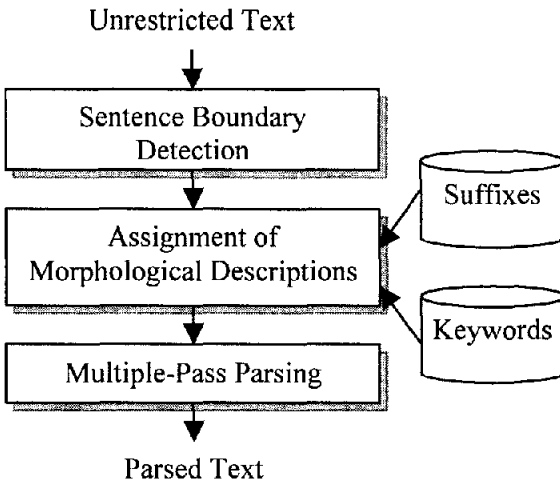 Unrestricted Text
Sentence Boundary
Detection
Suffixes
Assignment of
Morphological Descriptions
Keywords
Multiple-Pass Parsing
Parsed Text